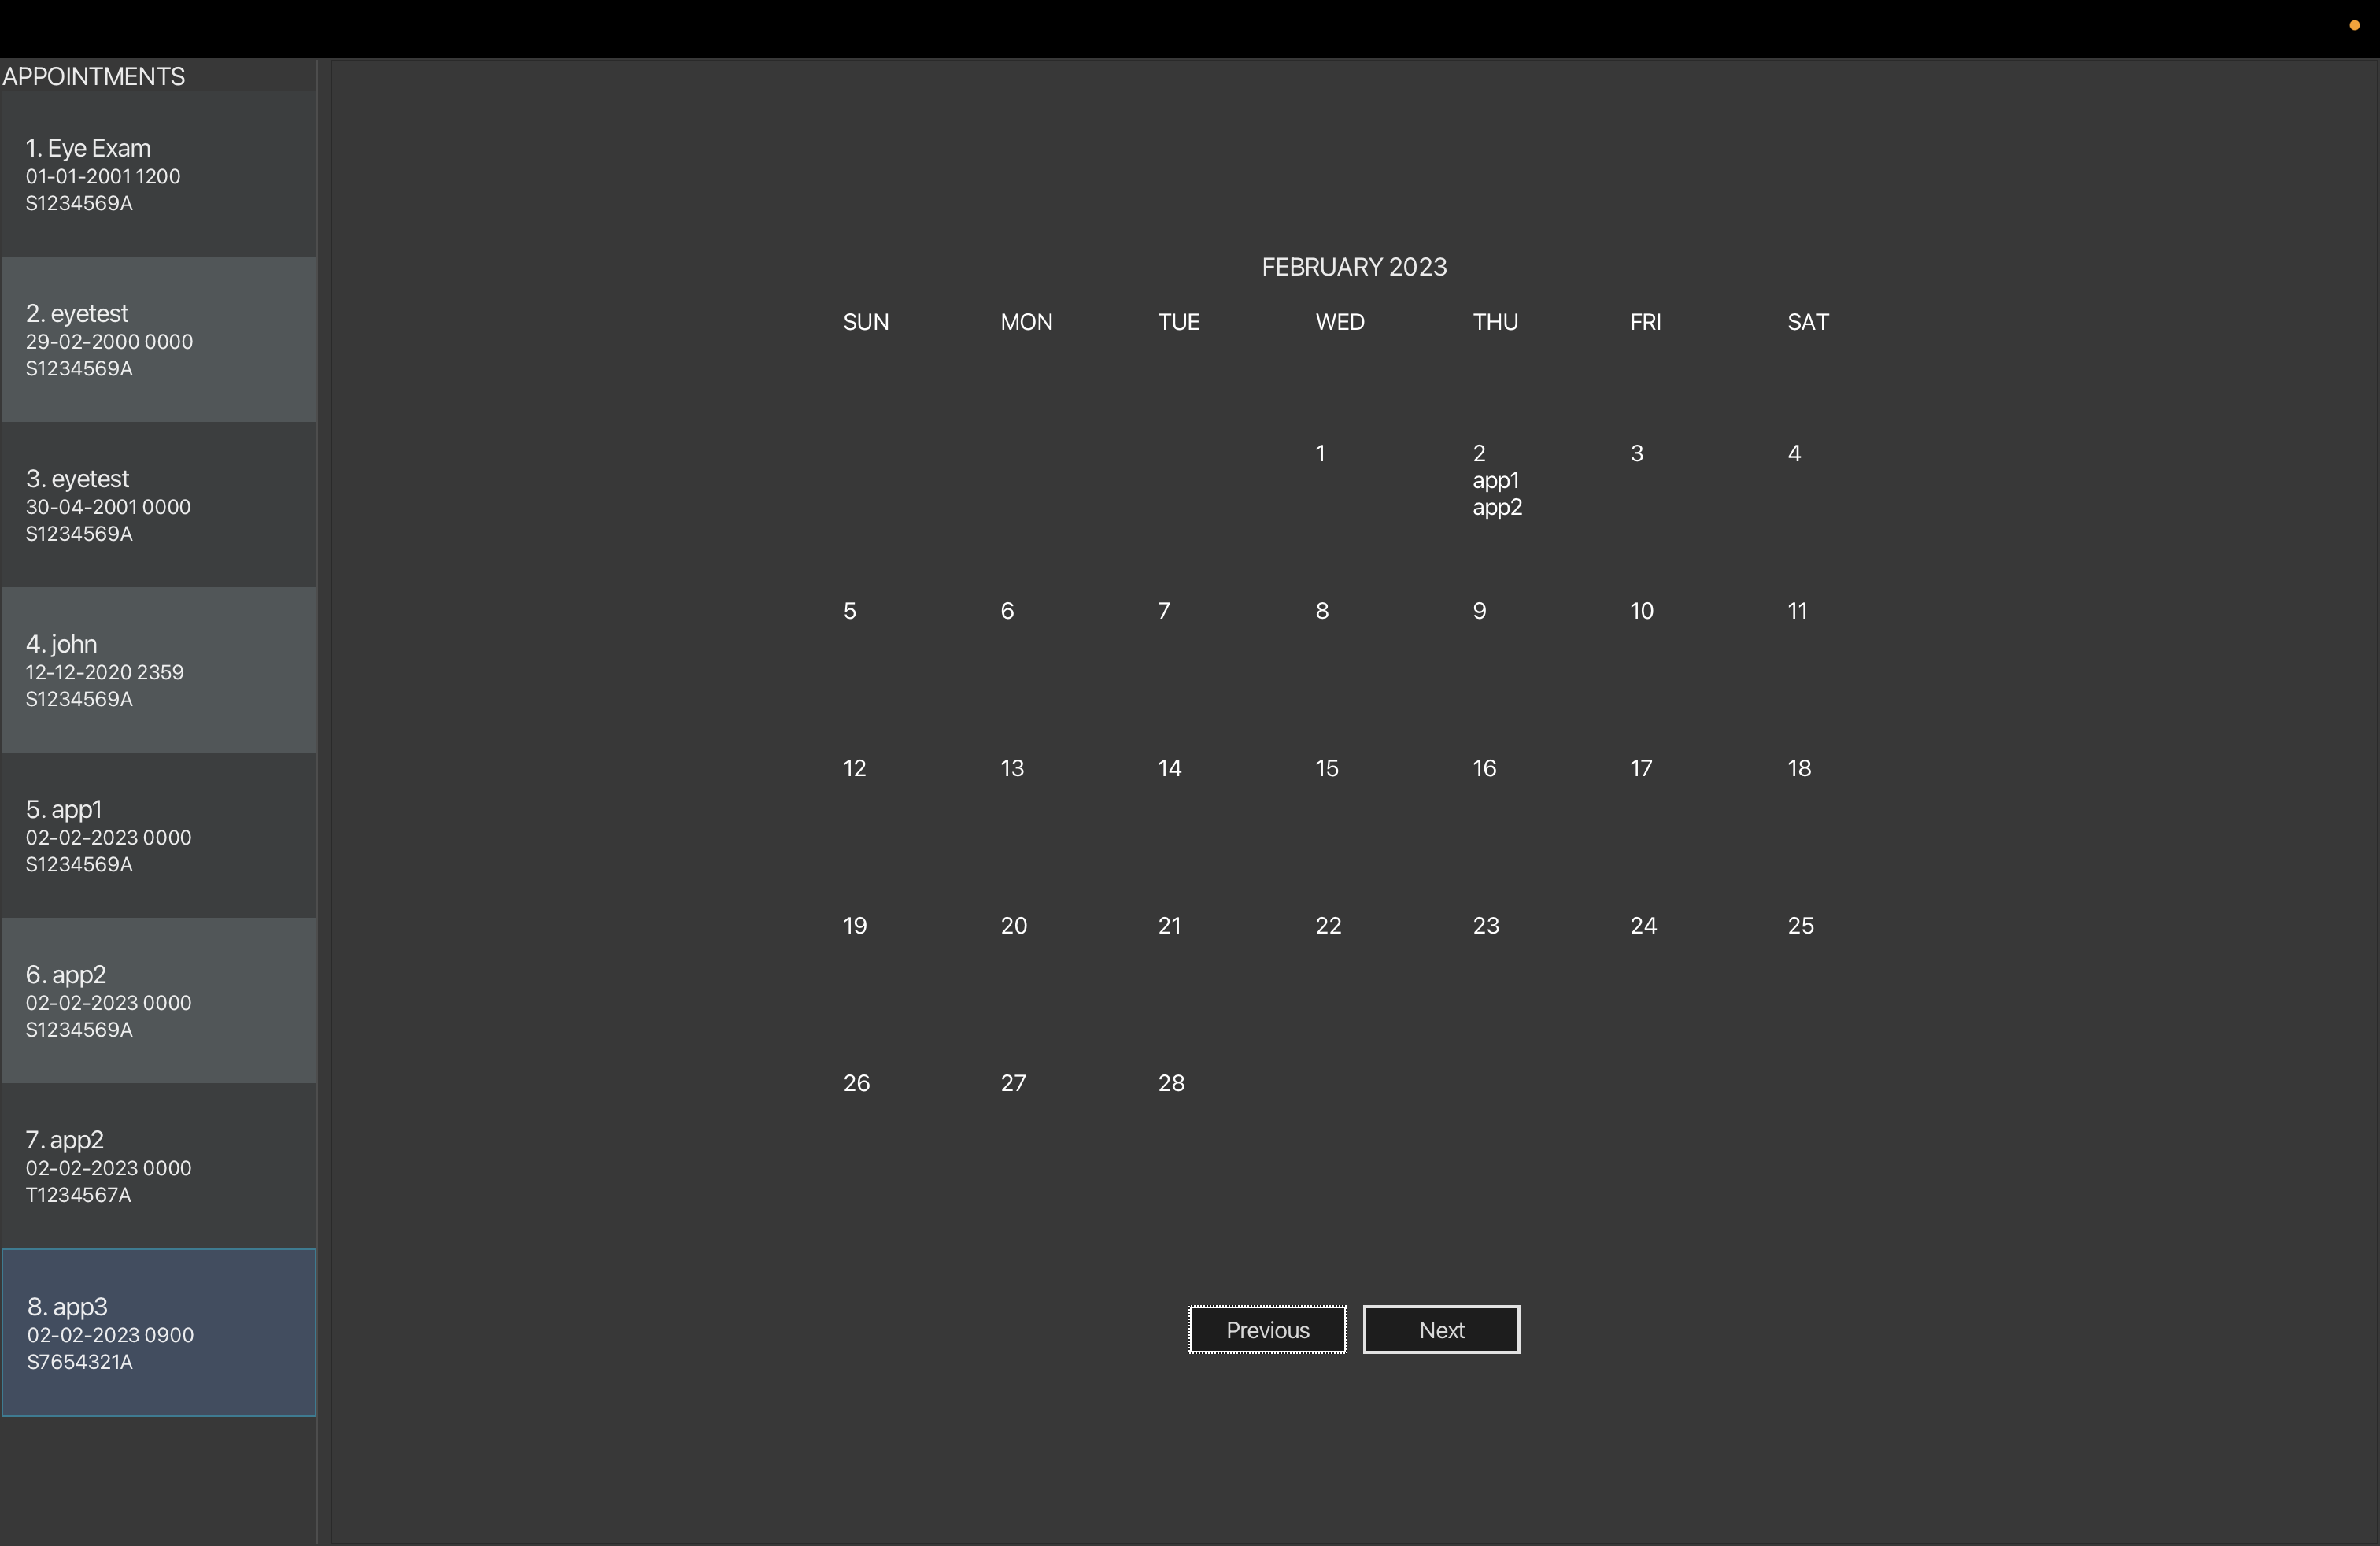 APPOINTMENTS
1. Eye Exam
01-01-2001 1200
S1234569A
2. eyetest
29-02-2000 0000
S1234569A
3. eyetest
30-04-2001 0000
S1234569A
4. john
12-12-2020 2359
S1234569A
5. app1
02-02-2023 0000
S1234569A
6. app2
02-02-2023 0000
S1234569A
7. app2
02-02-2023 0000
T1234567A
8. app3
02-02-2023 0900
S7654321A
FEBRUARY 2023
SUN MON TUE WED THU FRI SAT
1 2 3 4
app1
app2
5 6 7 8 9 10 11
12 13 14 15 16 17 18
19 20 21 22 23 24 25
26 27 28
Previous Next